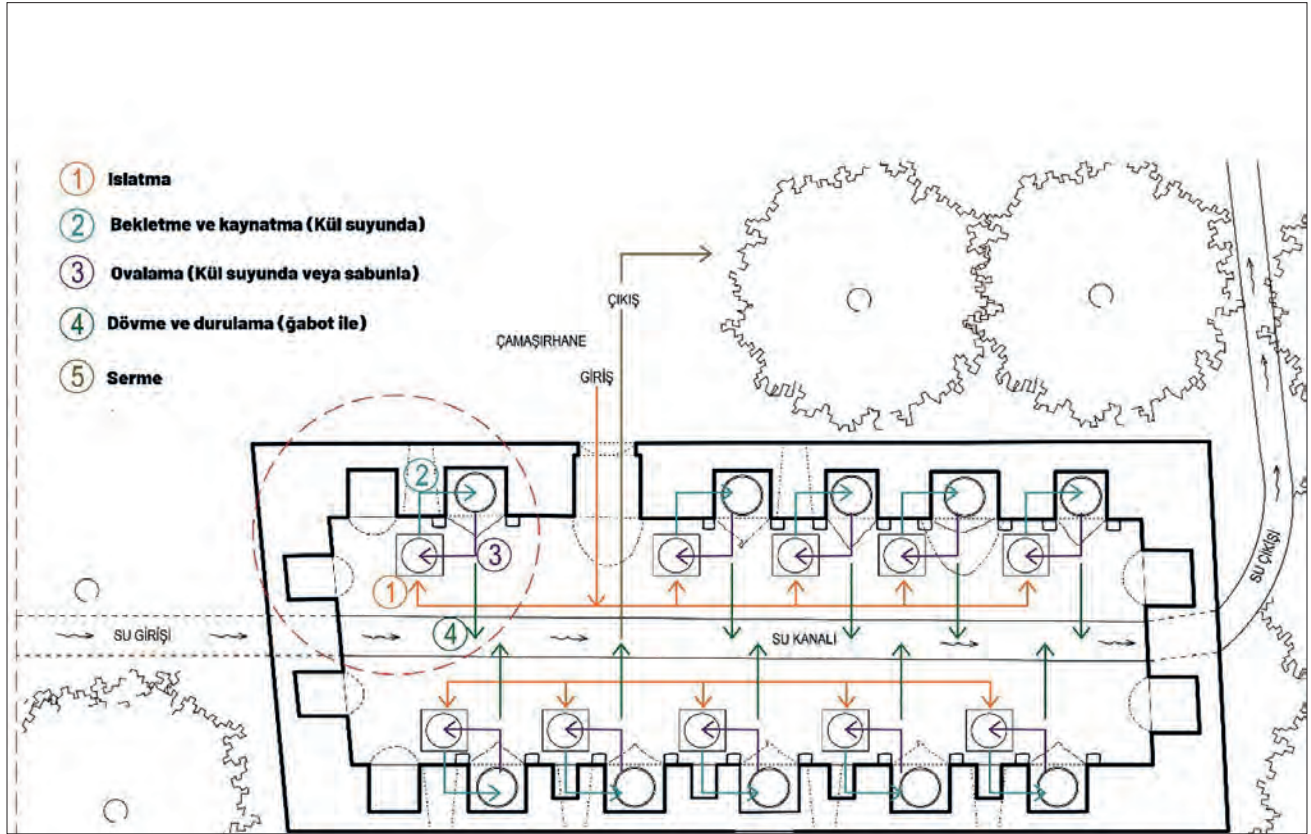 1 Islatma
2 Bekletme ve kaynatma (Kül suyunda)
3 Ovalama (Kül suyunda veya sabunla)
4 Dövme ve durulama (ğabot ile)
5 Serme
ÇIKIŞ
ÇAMAŞIRHANE
GİRİŞ
2
3
1
4
SU GİRİŞİ
SU KANALI
SU ÇIKIŞI